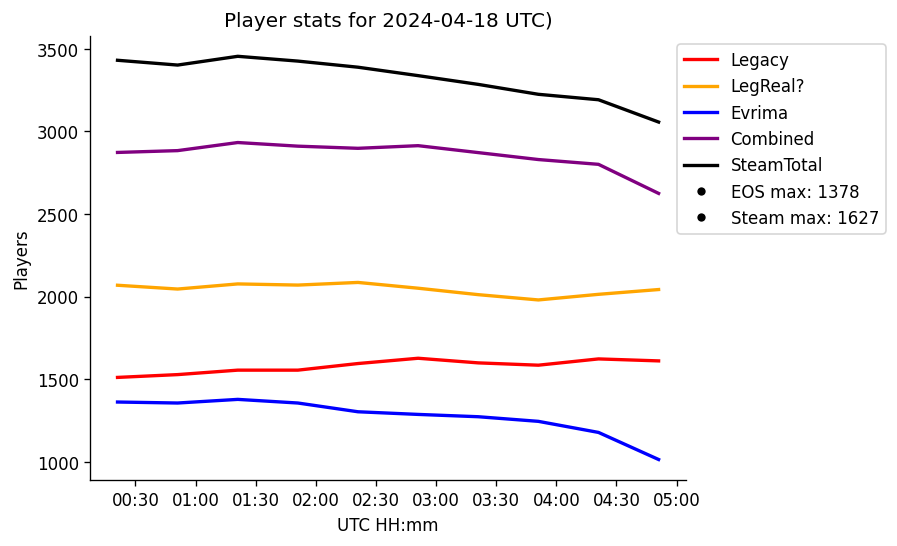 Player stats for 2024-04-18 UTC)
3500
3000
2500
2000
1500
1000
Players
00:30 01:00 01:30 02:00 02:30 03:00 03:30 04:00 04:30 05:00
UTC HH:mm
Legacy
LegReal?
Evrima
Combined
SteamTotal
EOS max: 1378
Steam max: 1627